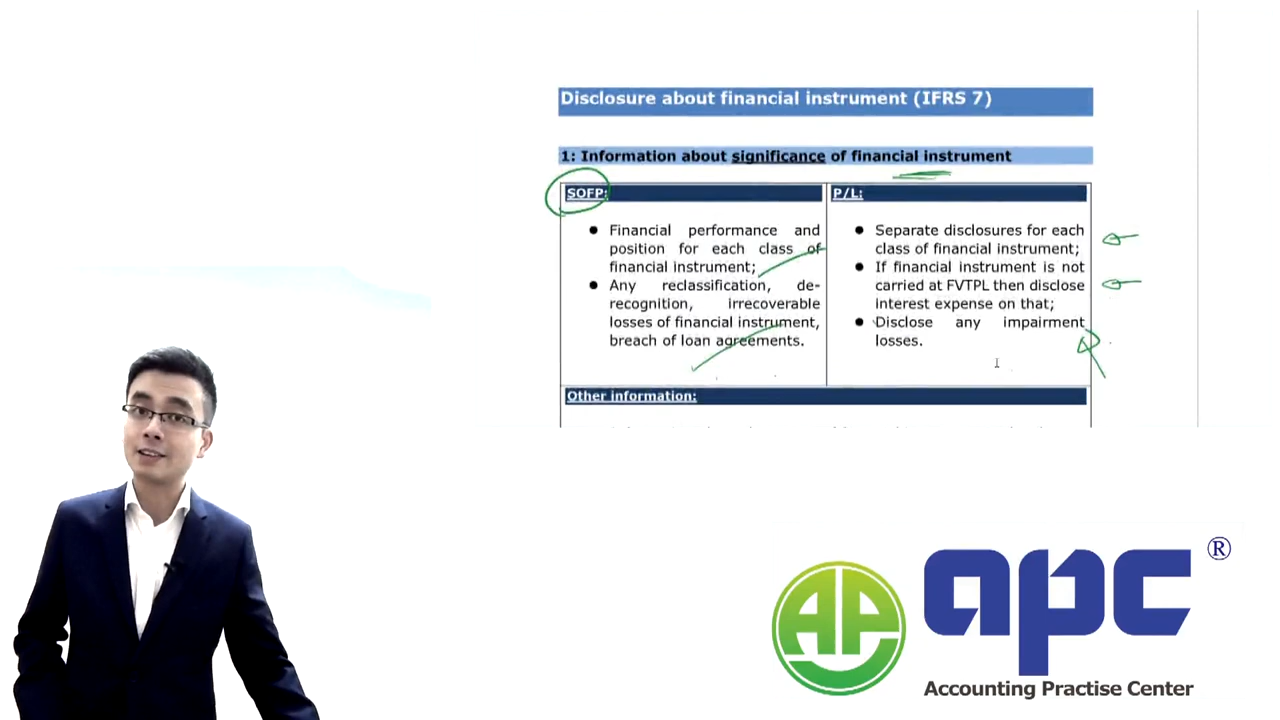 Disclosure about financial instrument (IFRS 7)
1: Information about significance of financial instrument
SOFP:
● Financial performance and
position for each class of
financial instrument;
● Any reclassification, de-
recognition, irrecoverable
losses of financial instrument,
breach of loan agreements.
P/L:
● Separate disclosures for each
class of financial instrument;
● If financial instrument is not
carried at FVTPL then disclose
interest expense on that;
● Disclose any impairment
losses.
Other information:
AP
apc®
Accounting Practise Center